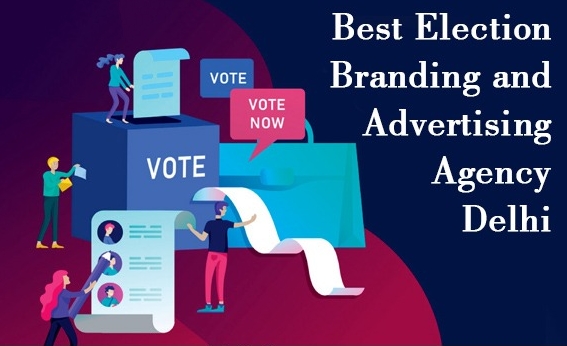 Best Election
Branding and
Advertising
Agency
Delhi
VOTE
VOTE
NOW
VOTE